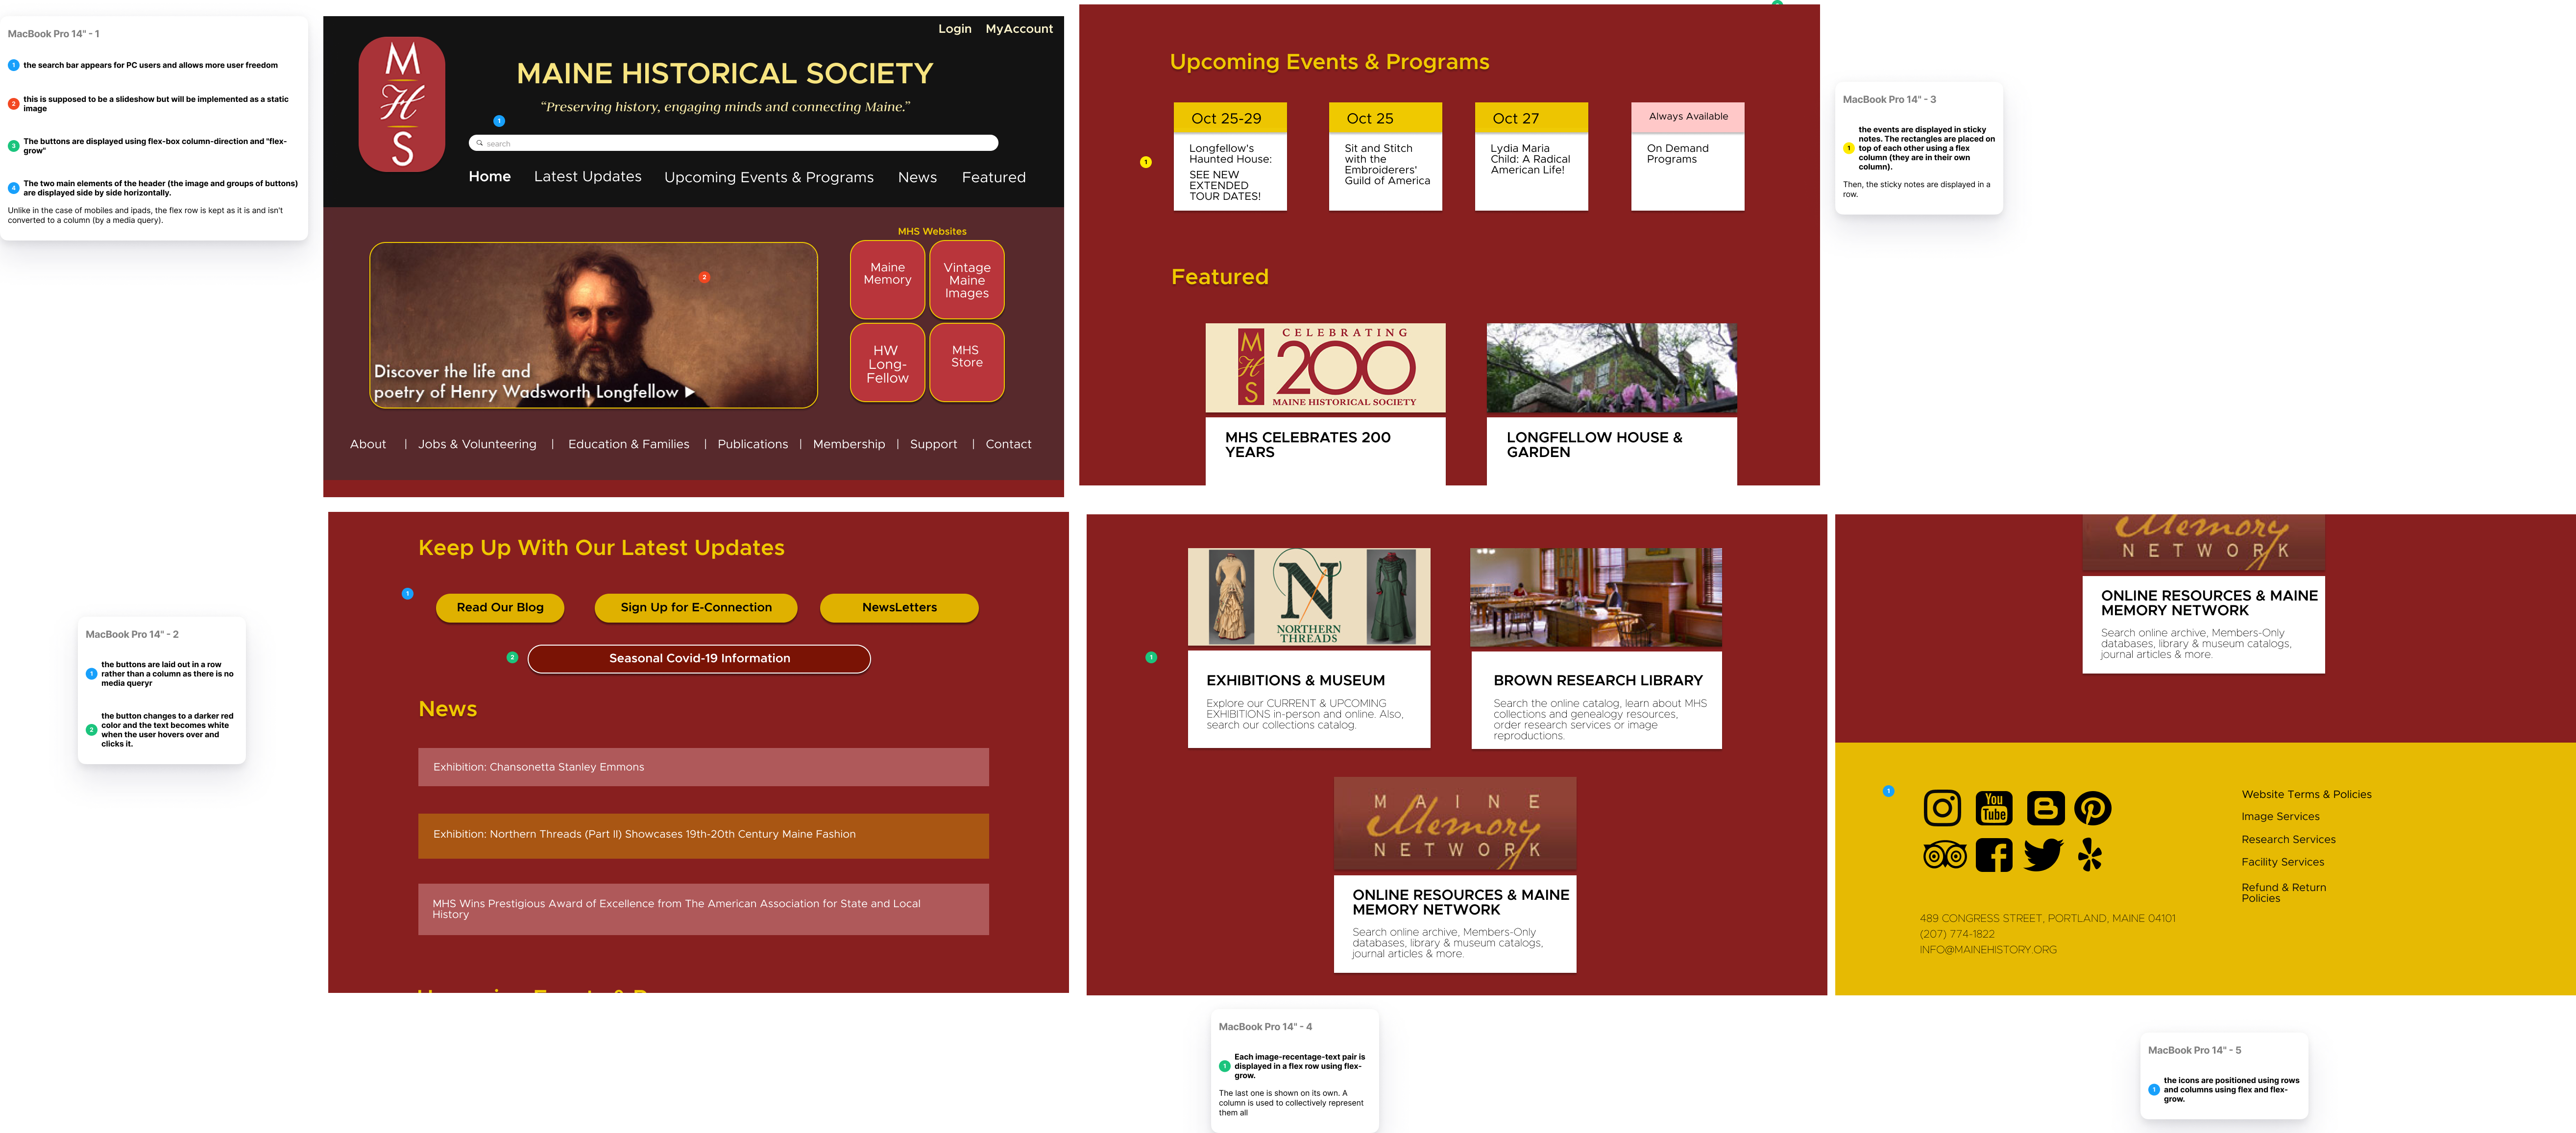 MacBook Pro 14" - 1
1 the search bar appears for PC users and allows more user freedom
2 this is supposed to be a slideshow but will be implemented as a static
image
3 The buttons are displayed using flex-box column-direction and "flex-
grow"
4 The two main elements of the header (the image and groups of buttons)
are displayed side by side horizontally.
Unlike in the case of mobiles and ipads, the flex row is kept as it is and isn't
converted to a column (by a media query).
Login MyAccount
M
H
S
MAINE HISTORICAL SOCIETY
“Preserving history, engaging minds and connecting Maine.”
1
search
Home Latest Updates Upcoming Events & Programs News Featured
2
Discover the life and
poetry of Henry Wadsworth Longfellow
MHS Websites
Maine
Memory
Vintage
Maine
Images
HW
Long-
Fellow
MHS
Store
About | Jobs & Volunteering | Education & Families | Publications | Membership | Support | Contact
Upcoming Events & Programs
1
Oct 25-29
Longfellow's
Haunted House:
SEE NEW
EXTENDED
TOUR DATES!
Oct 25
Sit and Stitch
with the
Embroiderers'
Guild of America
Oct 27
Lydia Maria
Child: A Radical
American Life!
Always Available
On Demand
Programs
Featured
M
H
S
CELEBRATING
200
MAINE HISTORICAL SOCIETY
MHS CELEBRATES 200
YEARS
LONGFELLOW HOUSE &
GARDEN
MacBook Pro 14" - 3
1 the events are displayed in sticky
notes. The rectangles are placed on
top of each other using a flex
column (they are in their own
column).
Then, the sticky notes are displayed in a
row.
MacBook Pro 14" - 2
1 the buttons are laid out in a row
rather than a column as there is no
media queryr
2 the button changes to a darker red
color and the text becomes white
when the user hovers over and
clicks it.
Keep Up With Our Latest Updates
1
Read Our Blog
Sign Up for E-Connection
NewsLetters
2
Seasonal Covid-19 Information
News
Exhibition: Chansonetta Stanley Emmons
Exhibition: Northern Threads (Part II) Showcases 19th-20th Century Maine Fashion
MHS Wins Prestigious Award of Excellence from The American Association for State and Local
History
1
N
NORTHERN
THREADS
EXHIBITIONS & MUSEUM
Explore our CURRENT & UPCOMING
EXHIBITIONS in-person and online. Also,
search our collections catalog.
BROWN RESEARCH LIBRARY
Search the online catalog, learn about MHS
collections and genealogy resources,
order research services or image
reproductions.
MAINE
Memory
NETWORK
ONLINE RESOURCES & MAINE
MEMORY NETWORK
Search online archive, Members-Only
databases, library & museum catalogs,
journal articles & more.
MacBook Pro 14" - 4
1 Each image-recentage-text pair is
displayed in a flex row using flex-
grow.
The last one is shown on its own. A
column is used to collectively represent
them all
Memory
NETWORK
ONLINE RESOURCES & MAINE
MEMORY NETWORK
Search online archive, Members-Only
databases, library & museum catalogs,
journal articles & more.
1
You
Tube
Website Terms & Policies
Image Services
Research Services
Facility Services
Refund & Return
Policies
489 CONGRESS STREET, PORTLAND, MAINE 04101
(207) 774-1822
INFO@MAINEHISTORY.ORG
MacBook Pro 14" - 5
1 the icons are positioned using rows
and columns using flex and flex-
grow.